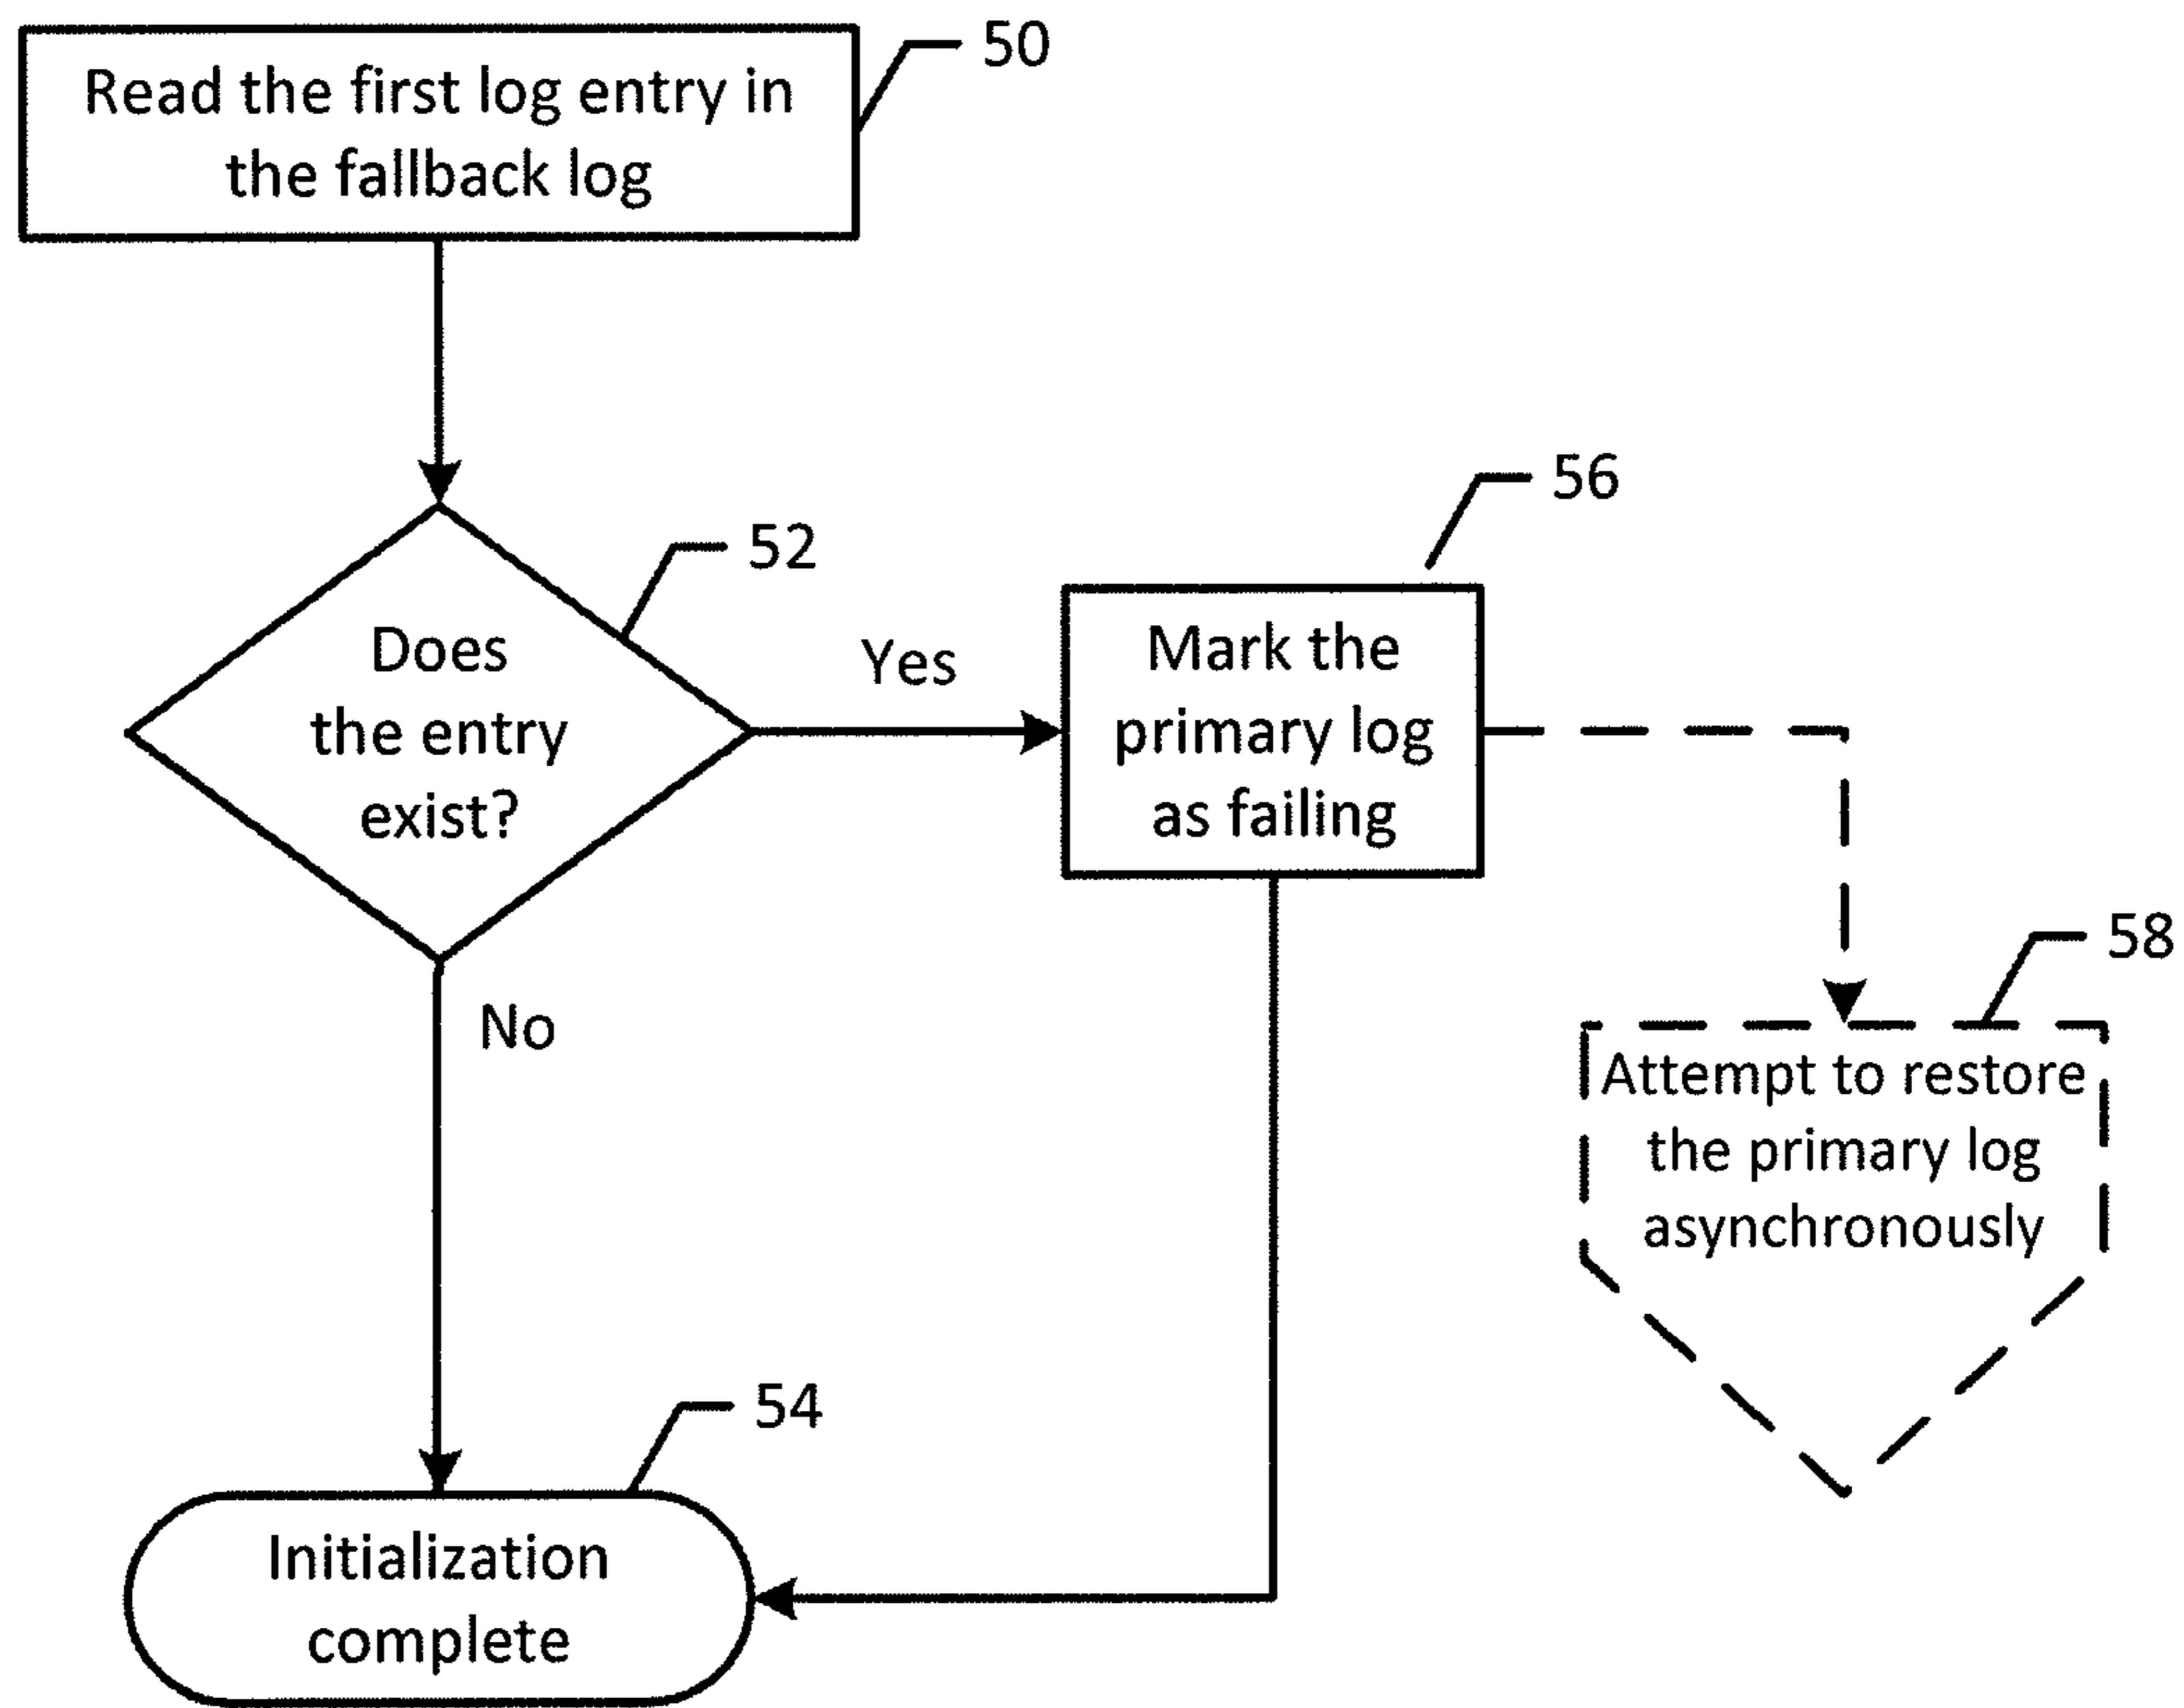 50
Read the first log entry in
the fallback log
52
Does
the entry
exist?
Yes
56
Mark the
primary log
as failing
No
58
Attempt to restore
the primary log
asynchronously
54
Initialization
complete